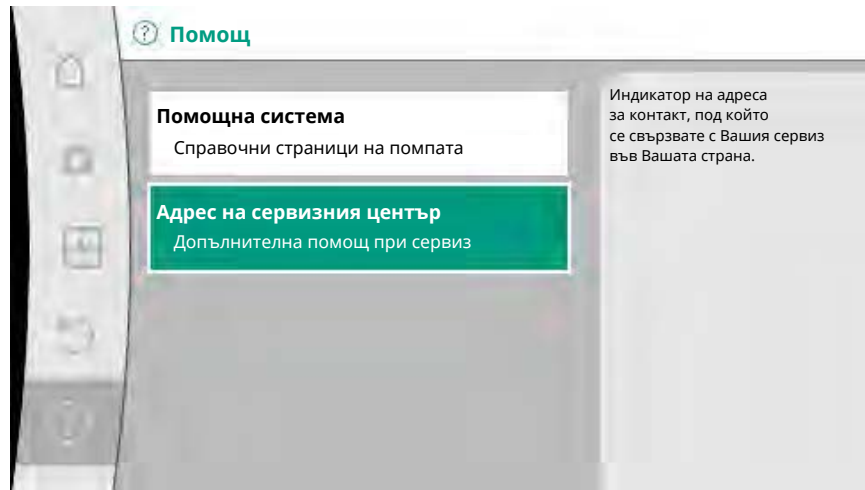 Помощ
Помощна система
Справочни страници на помпата
Адрес на сервизния център
Допълнителна помощ при сервиз
Индикатор на адреса
за контакт, под който
се свързвате с Вашия сервиз
във Вашата страна.